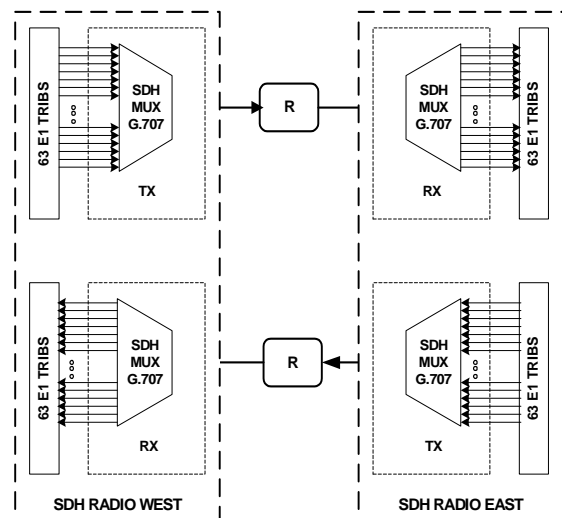 63 E1 TRIBS
SDH
MUX
G.707
TX
R
SDH
MUX
G.707
RX
63 E1 TRIBS
63 E1 TRIBS
SDH
MUX
G.707
RX
R
SDH
MUX
G.707
TX
63 E1 TRIBS
SDH RADIO WEST
SDH RADIO EAST